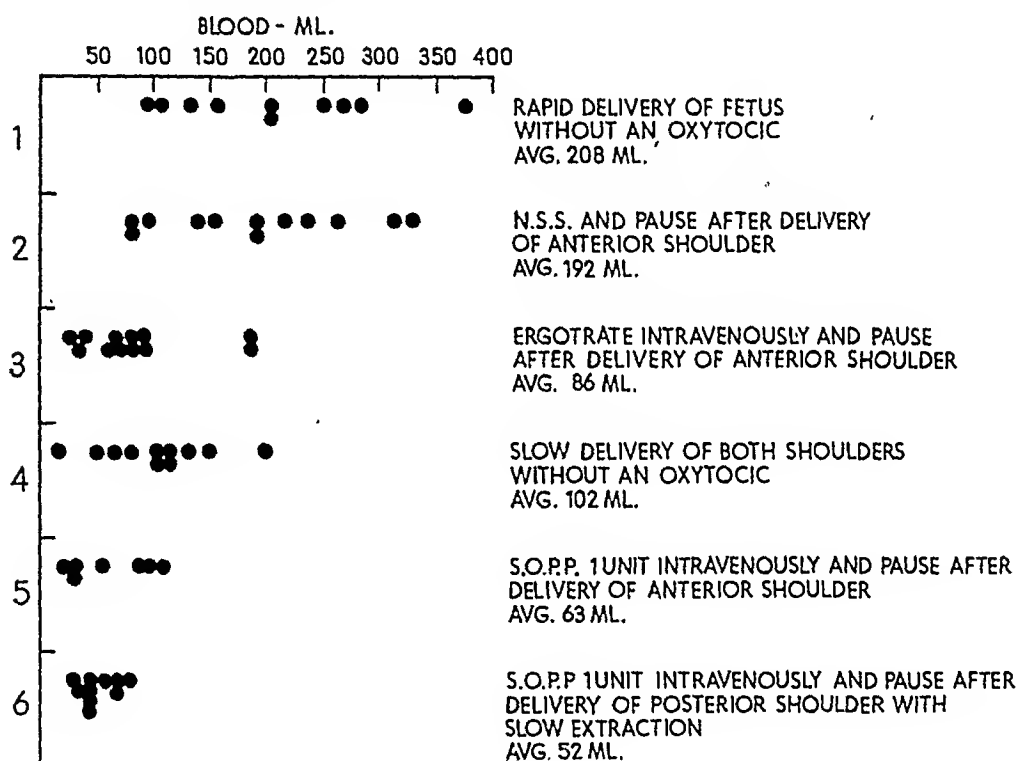 BLOOD - ML.
50 100 150 200 250 300 350 400
1
RAPID DELIVERY OF FETUS
WITHOUT AN OXYTOCIC
AVG. 208 ML.
2
N.S.S. AND PAUSE AFTER DELIVERY
OF ANTERIOR SHOULDER
AVG. 192 ML.
3
ERGOTRATE INTRAVENOUSLY AND PAUSE
AFTER DELIVERY OF ANTERIOR SHOULDER
AVG. 86 ML.
4
SLOW DELIVERY OF BOTH SHOULDERS
WITHOUT AN OXYTOCIC
AVG. 102 ML.
5
S.O.P.P. 1 UNIT INTRAVENOUSLY AND PAUSE AFTER
DELIVERY OF ANTERIOR SHOULDER
AVG. 63 ML.
6
S.O.P.P 1 UNIT INTRAVENOUSLY AND PAUSE AFTER
DELIVERY OF POSTERIOR SHOULDER WITH
SLOW EXTRACTION
AVG. 52 ML.